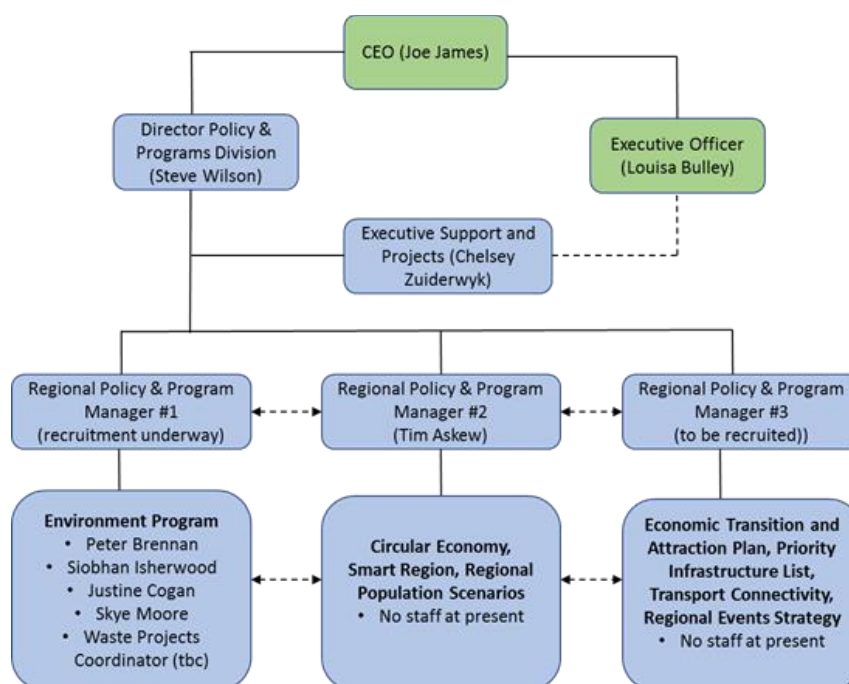 CEO (Joe James)
Director Policy &
Programs Division
(Steve Wilson)
Executive Officer
(Louisa Bulley)
Executive Support and
Projects (Chelsey
Zuiderwyk)
Regional Policy & Program
Manager #1
(recruitment underway)
Regional Policy & Program
Manager #2
(Tim Askew)
Regional Policy & Program
Manager #3
(to be recruited))
Environment Program
• Peter Brennan
• Siobhan Isherwood
• Justine Cogan
• Skye Moore
• Waste Projects
Coordinator (tbc)
Circular Economy,
Smart Region, Regional
Population Scenarios
• No staff at present
Economic Transition and
Attraction Plan, Priority
Infrastructure List,
Transport Connectivity,
Regional Events Strategy
• No staff at present